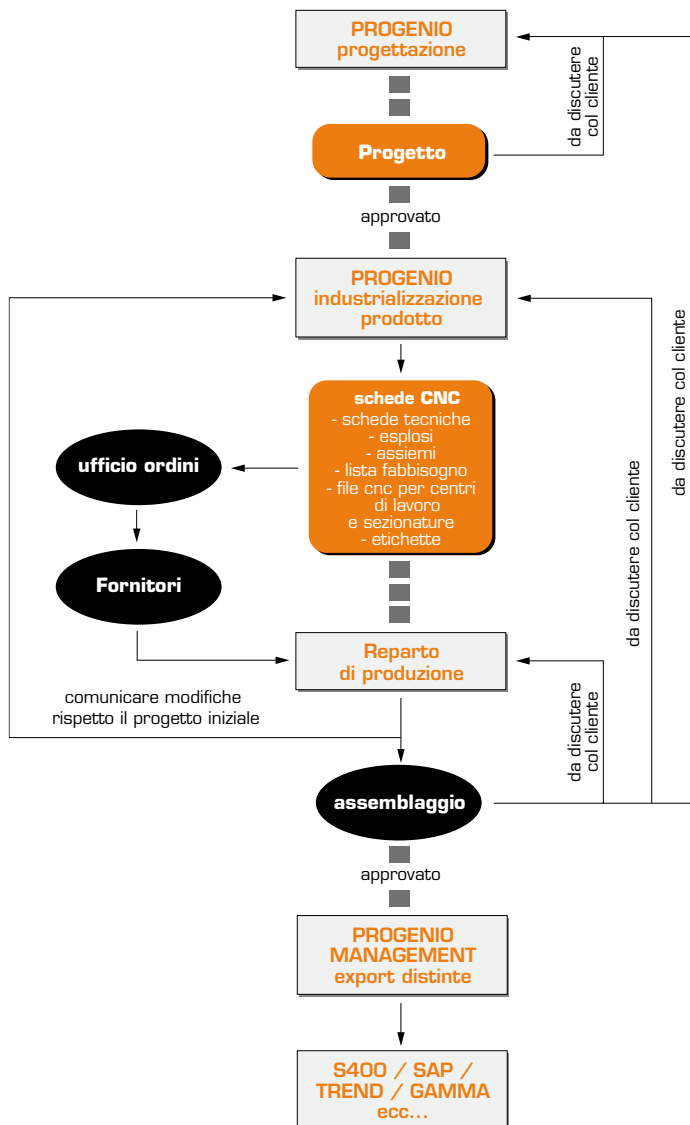 PROGENIO
progettazione
da discutere
col cliente
Progetto
approvato
PROGENIO
industrializzazione
prodotto
da discutere col cliente
da discutere col cliente
schede CNC
- schede tecniche
- esplosi
- assiemi
- lista fabbisogno
- file cnc per centri
di lavoro
e sezionature
- etichette
ufficio ordini
Fornitori
Reparto
di produzione
comunicare modifiche
rispetto il progetto iniziale
da discutere
col cliente
assemblaggio
approvato
PROGENIO
MANAGEMENT
export distinte
S400 / SAP /
TREND / GAMMA
ecc...